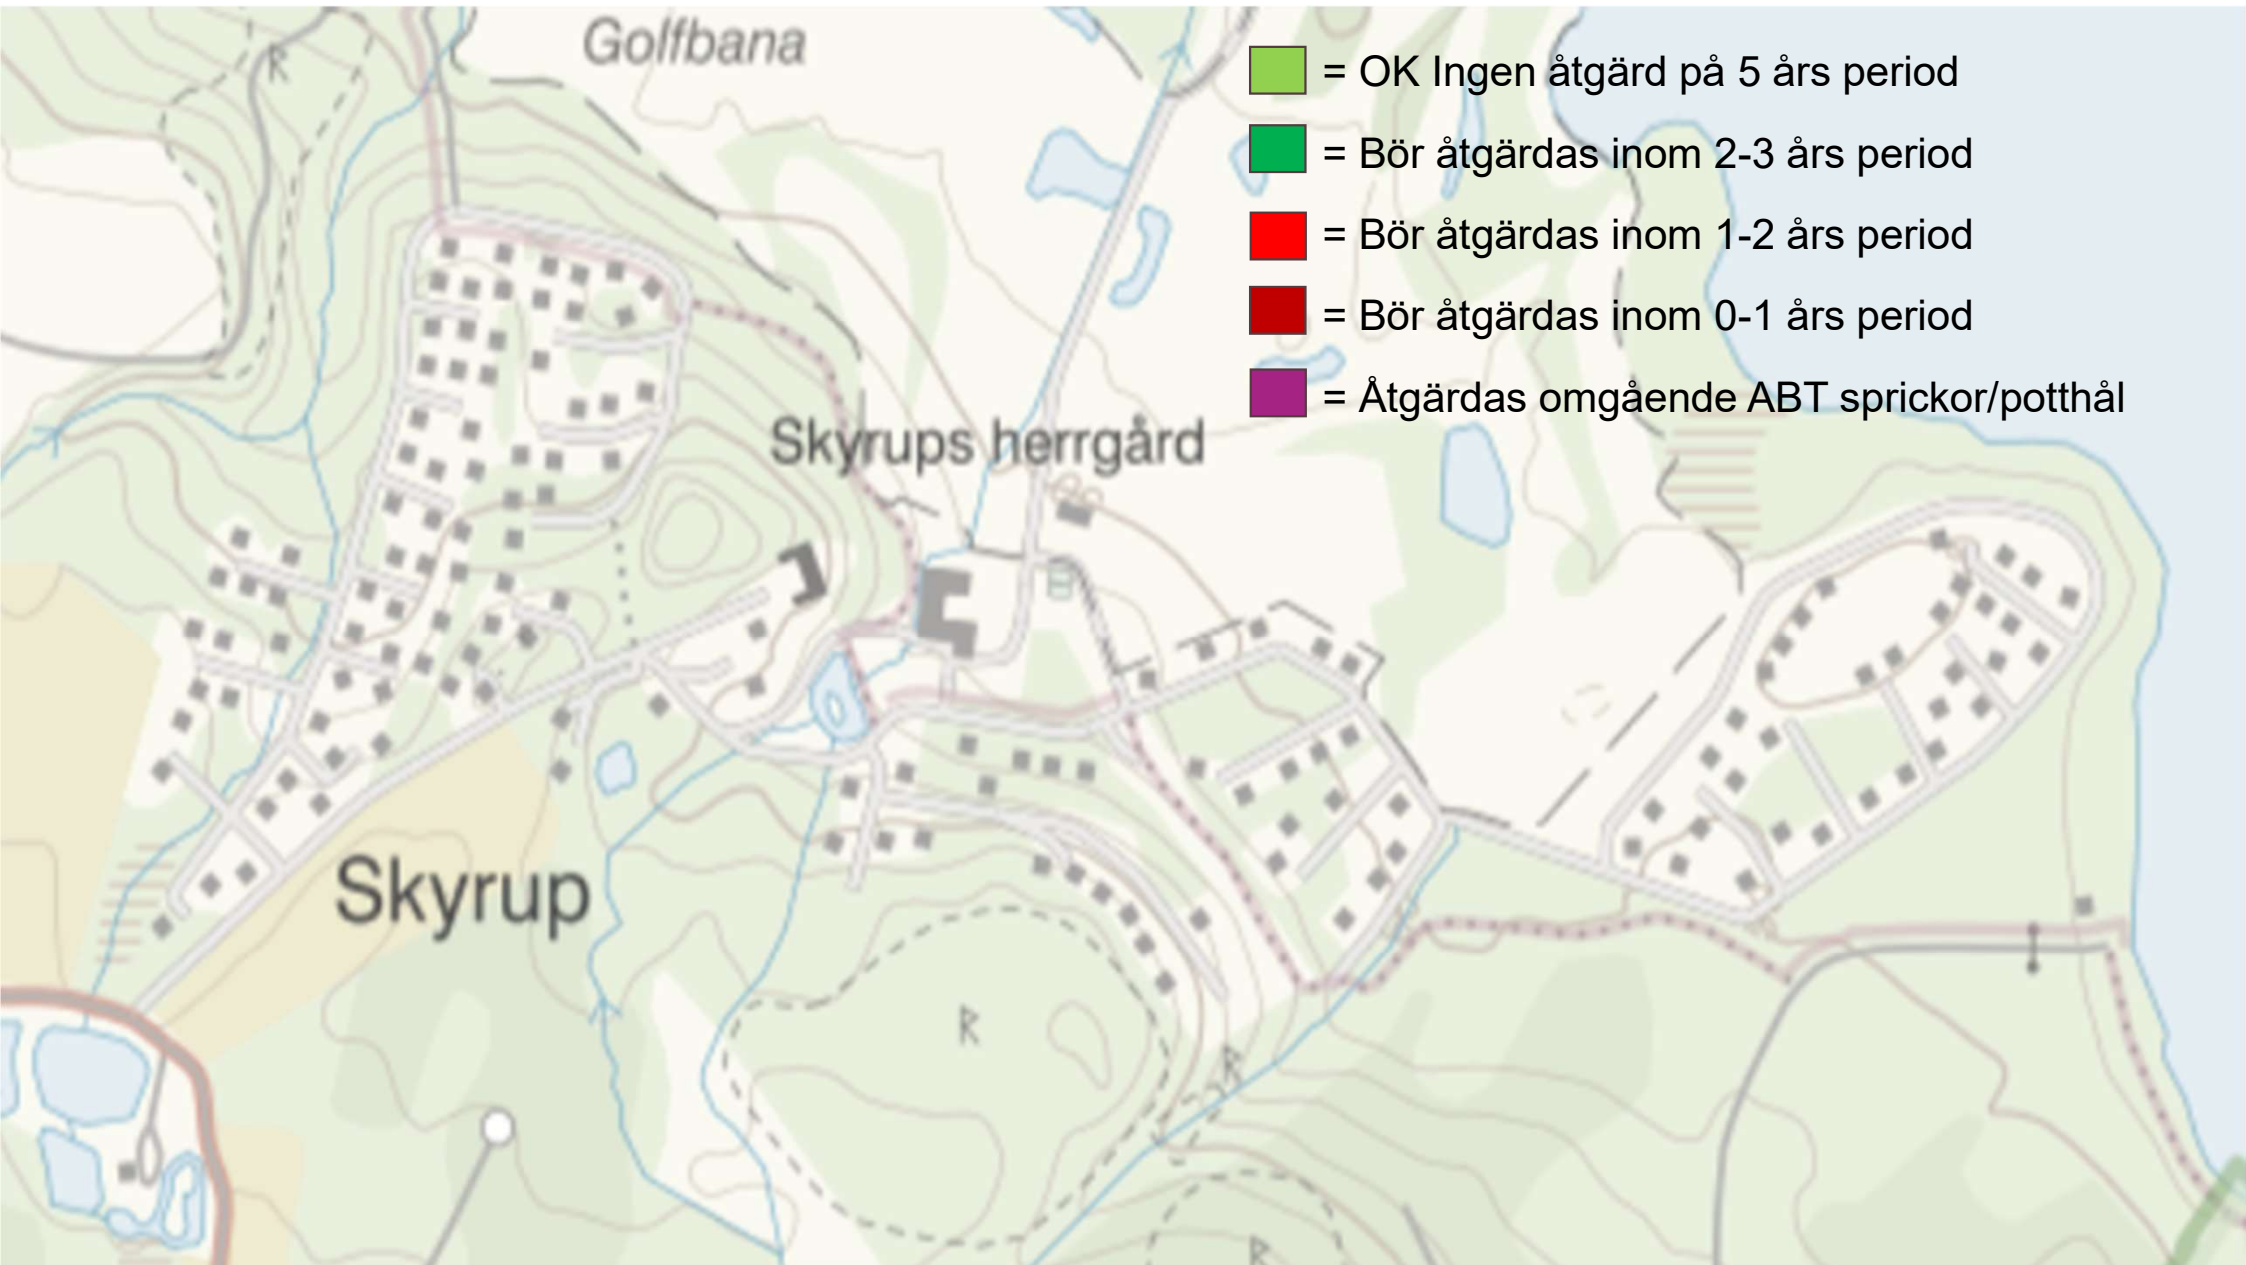 Golfbana
= OK Ingen åtgärd på 5 års period
= Bör åtgärdas inom 2-3 års period
= Bör åtgärdas inom 1-2 års period
= Bör åtgärdas inom 0-1 års period
= Åtgärdas omgående ABT sprickor/potthål
Skyrups herrgård
Skyrup